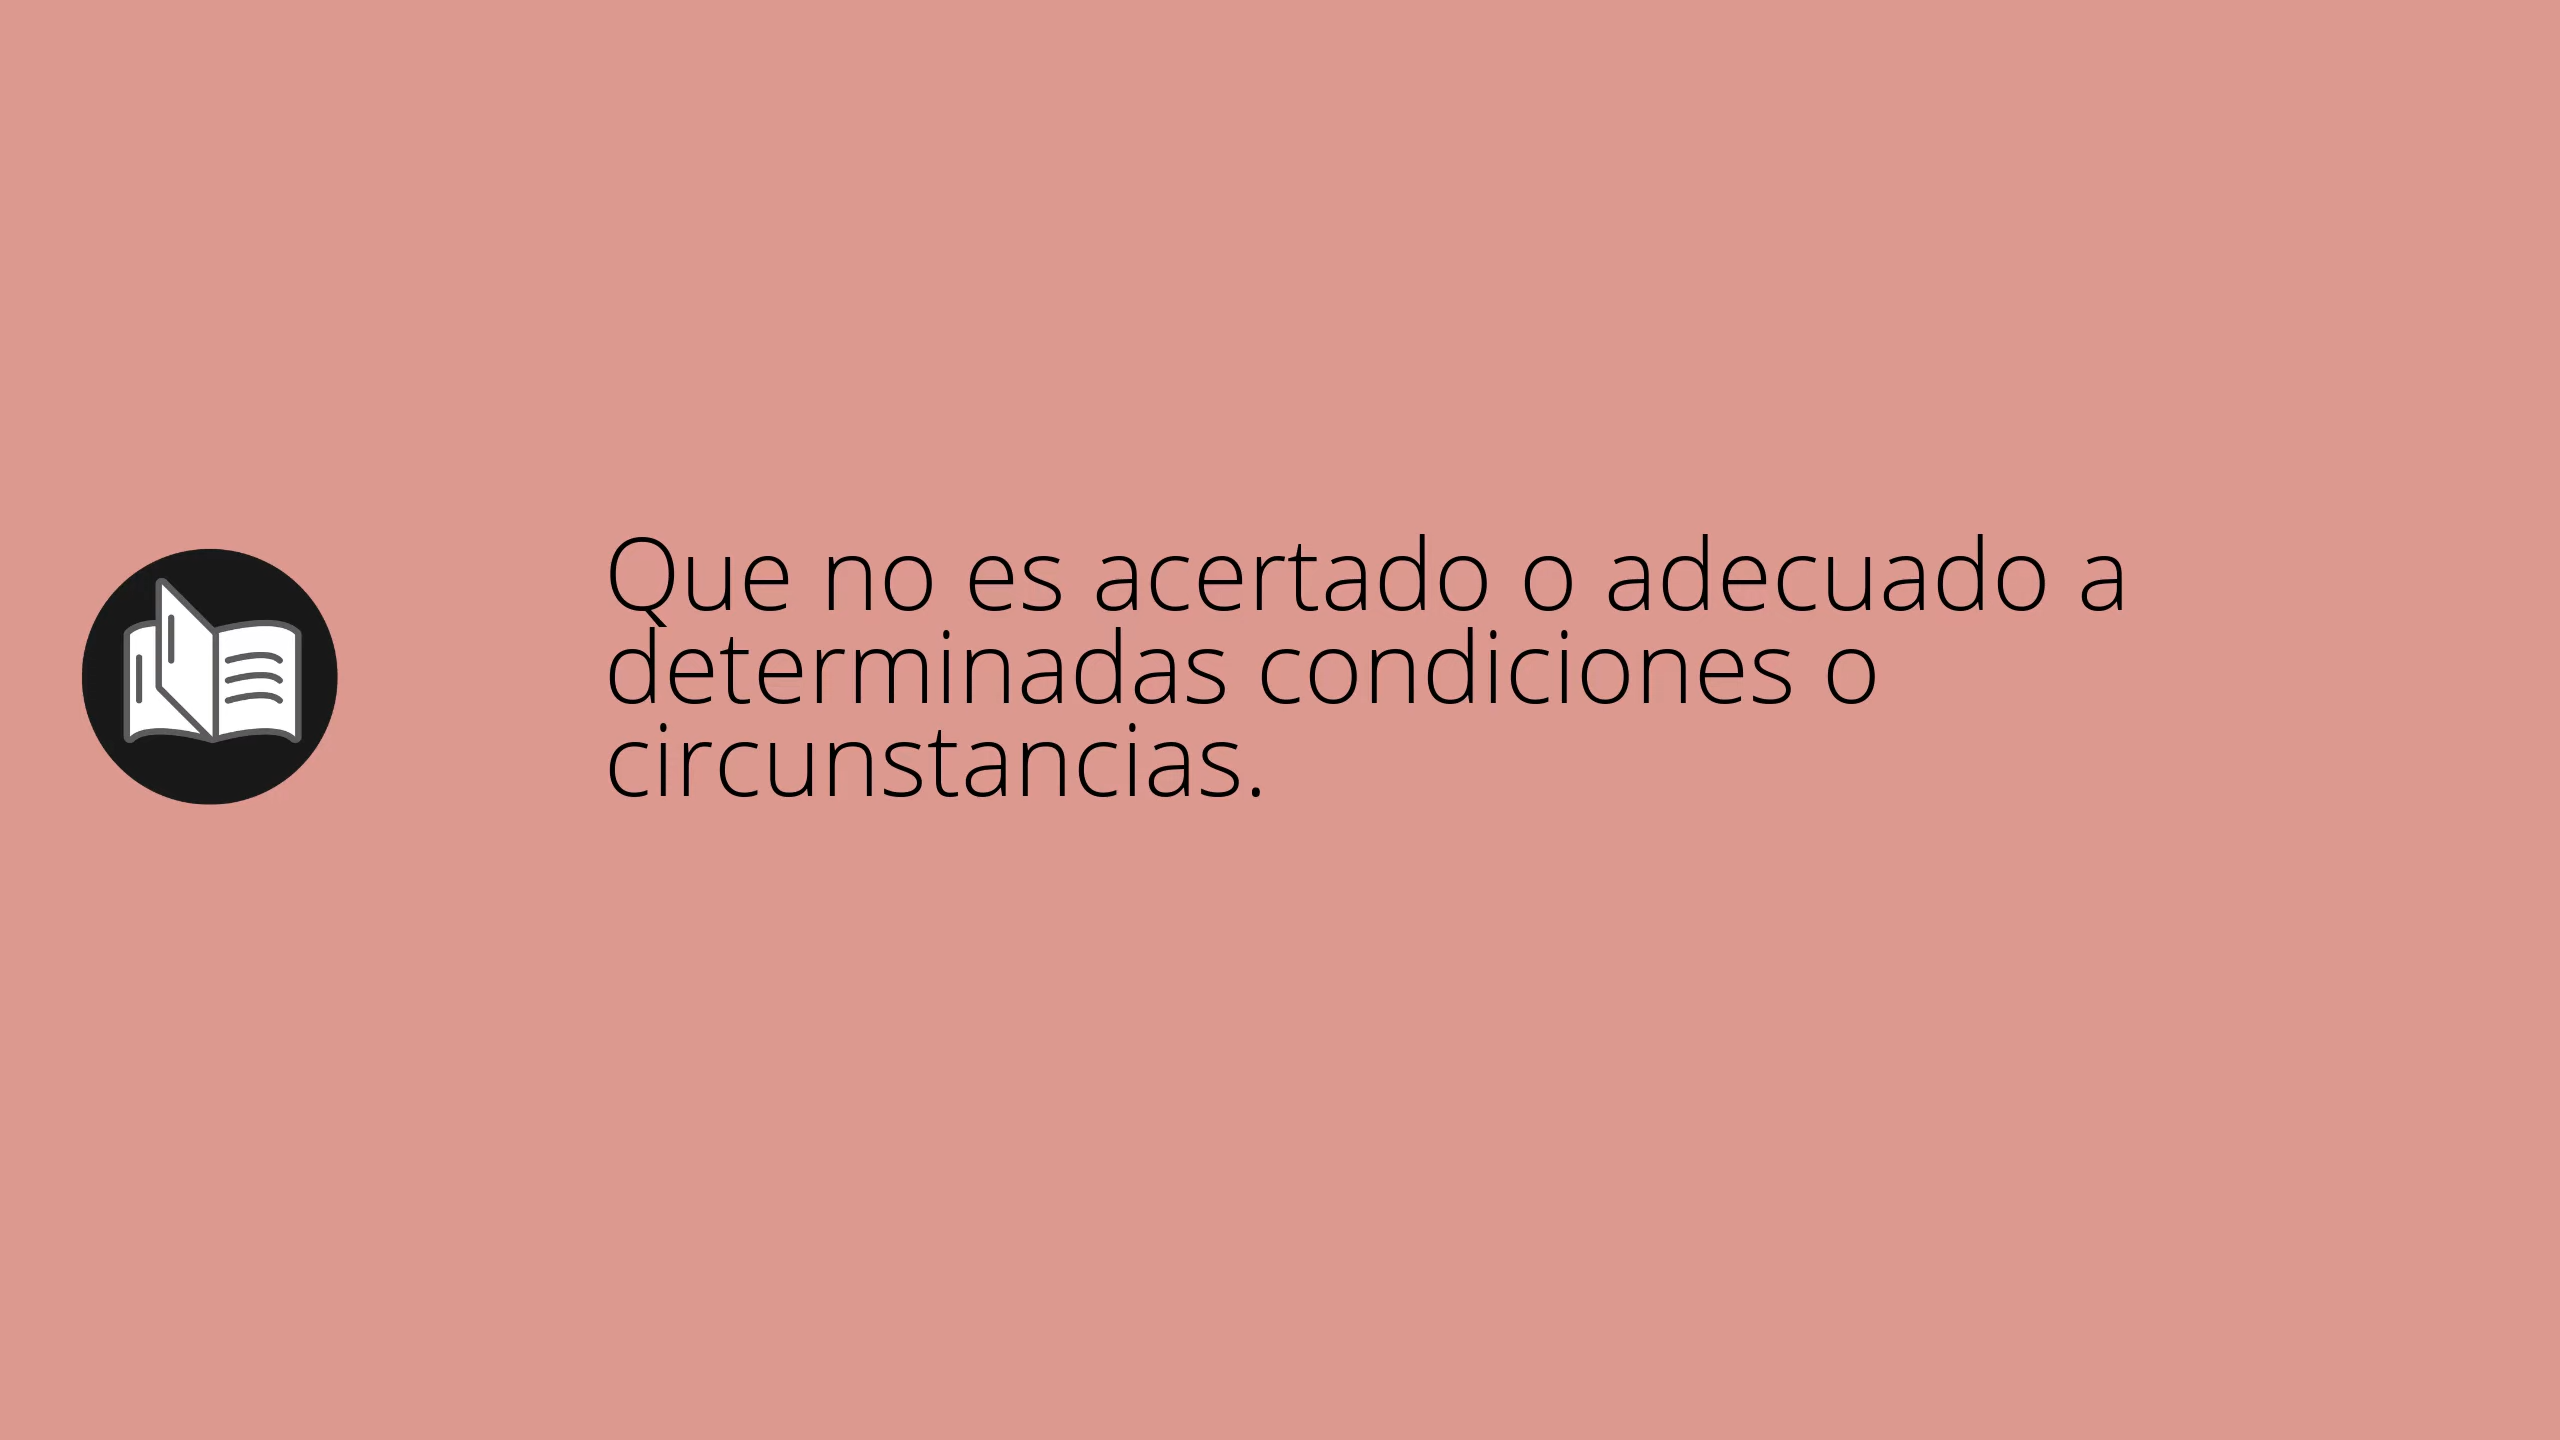 Que no es acertado o adecuado a
determinadas condiciones o
circunstancias.